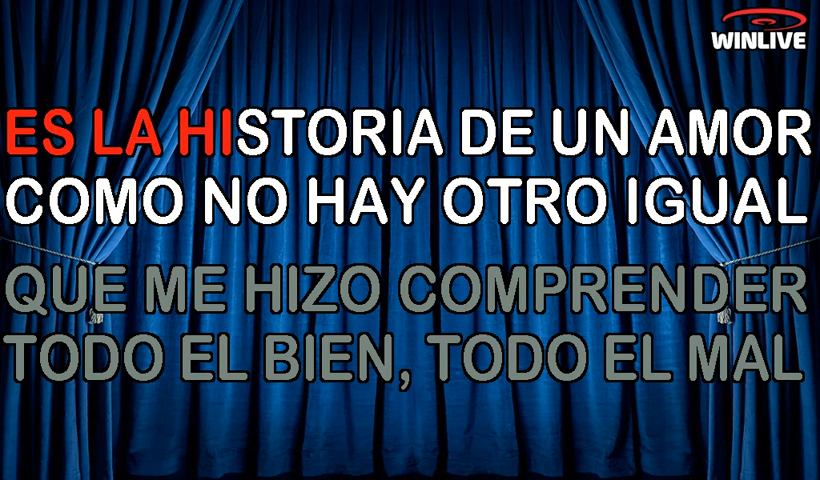 WINLIVE
ES LA HISTORIA DE UN AMOR
COMO NO HAY OTRO IGUAL
QUE ME HIZO COMPRENDER
TODO EL BIEN, TODO EL MAL